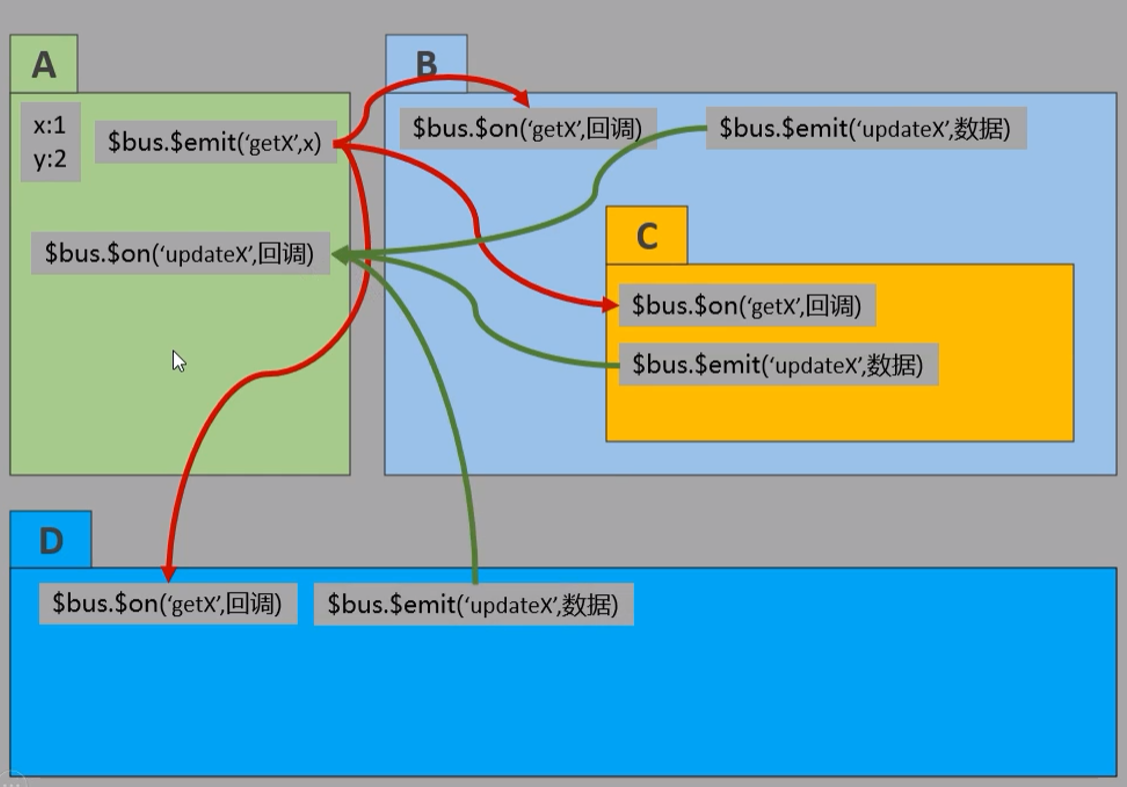 A
x:1
y:2
$bus.$emit(‘getX’,x)
$bus.$on(‘updateX’,回调)
B
$bus.$on(‘getX’,回调)
$bus.$emit(‘updateX’,数据)
C
$bus.$on(‘getX’,回调)
$bus.$emit(‘updateX’,数据)
D
$bus.$on(‘getX’,回调)
$bus.$emit(‘updateX’,数据)